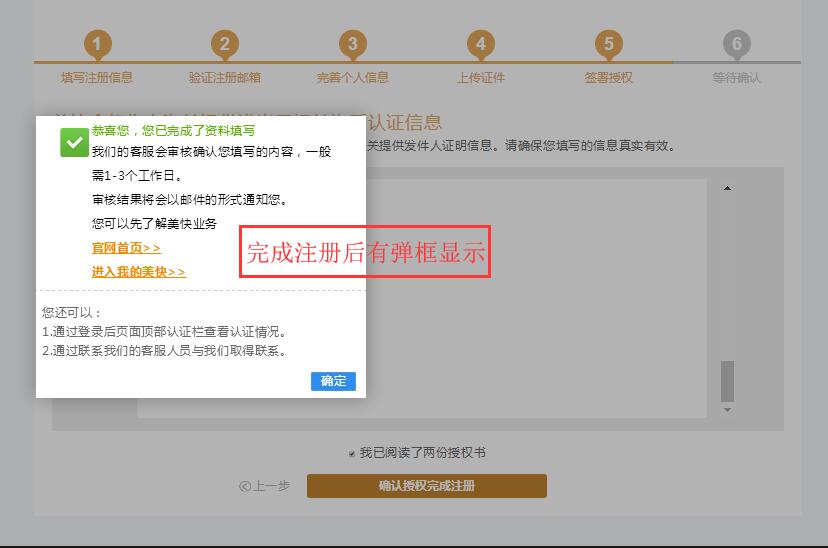 1 2 3 4 5 6
填写注册信息 验证注册邮箱 完善个人信息 上传证件 签署授权 等待确认
认证信息
关提供发件人证明信息。请确保您填写的信息真实有效。
恭喜您，您已完成了资料填写
我们的客服会审核确认您填写的内容，一般
需1-3个工作日。
审核结果将会以邮件的形式通知您。
您可以先了解美快业务
官网首页>>
进入我的美快>>
完成注册后有弹框显示
您还可以：
1.通过登录后页面顶部认证栏查看认证情况。
2.通过联系我们的客服人员与我们取得联系。
确定
我已阅读了两份授权书
上一步 确认授权完成注册